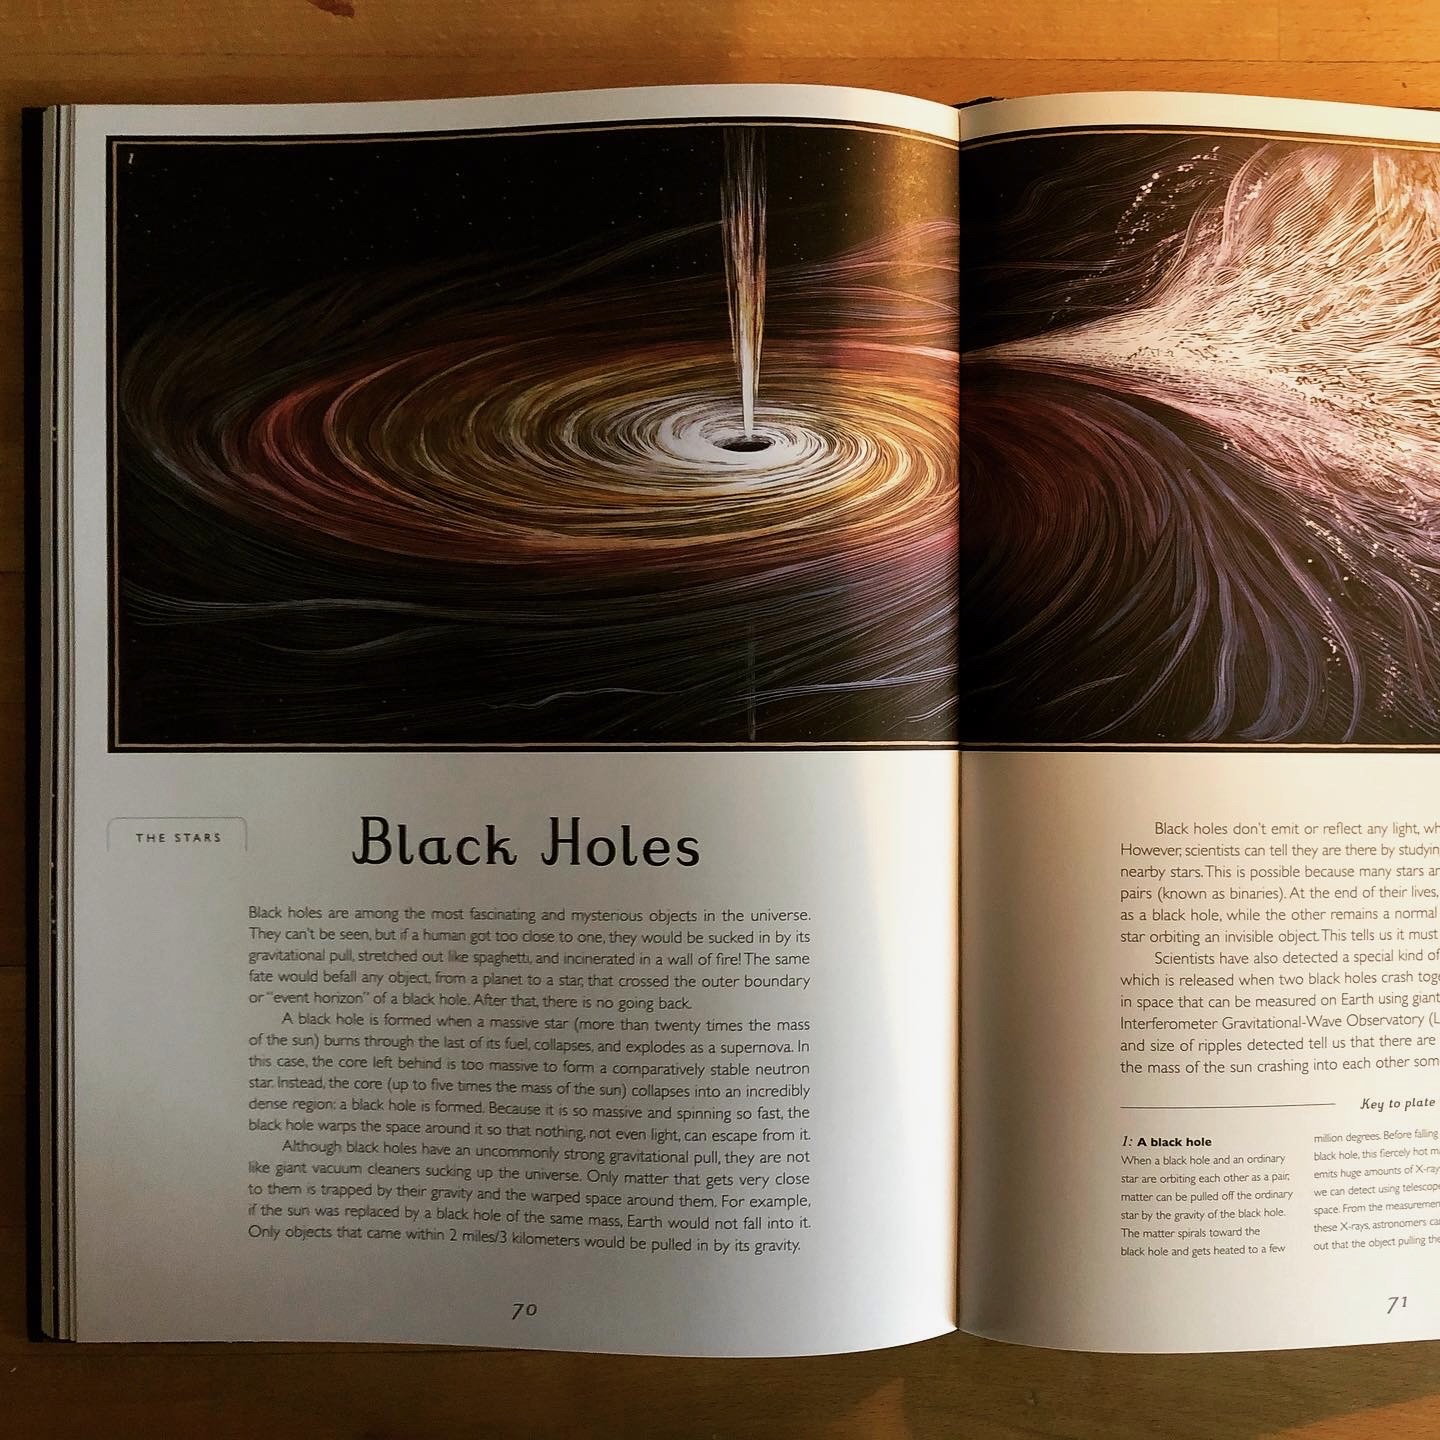 1
THE STARS
Black Holes
Black holes are among the most fascinating and mysterious objects in the universe.
They can't be seen, but if a human got too close to one, they would be sucked in by its
gravitational pull, stretched out like spaghetti, and incinerated in a wall of fire! The same
fate would befall any object, from a planet to a star, that crossed the outer boundary
or "event horizon" of a black hole. After that, there is no going back.
A black hole is formed when a massive star (more than twenty times the mass
of the sun) burns through the last of its fuel, collapses, and explodes as a supernova. In
this case, the core left behind is too massive to form a comparatively stable neutron
star. Instead, the core (up to five times the mass of the sun) collapses into an incredibly
dense region: a black hole is formed. Because it is so massive and spinning so fast, the
black hole warps the space around it so that nothing, not even light, can escape from it.
Although black holes have an uncommonly strong gravitational pull, they are not
like giant vacuum cleaners sucking up the universe. Only matter that gets very close
to them is trapped by their gravity and the warped space around them. For example,
if the sun was replaced by a black hole of the same mass, Earth would not fall into it.
Only objects that came within 2 miles/3 kilometers would be pulled in by its gravity.
70
Black holes don't emit or reflect any light, wh
However, scientists can tell they are there by studyin
nearby stars. This is possible because many stars ar
pairs (known as binaries). At the end of their lives,
as a black hole, while the other remains a normal
star orbiting an invisible object. This tells us it must
Scientists have also detected a special kind of
which is released when two black holes crash toge
in space that can be measured on Earth using giant
Interferometer Gravitational-Wave Observatory (L
and size of ripples detected tell us that there are
the mass of the sun crashing into each other som
Key to plate
1: A black hole
When a black hole and an ordinary
star are orbiting each other as a pair,
matter can be pulled off the ordinary
star by the gravity of the black hole.
The matter spirals toward the
black hole and gets heated to a few
million degrees. Before falling
black hole, this fiercely hot m
emits huge amounts of X-ray
we can detect using telescope
space. From the measuremen
these X-rays, astronomers ca
out that the object pulling the
71